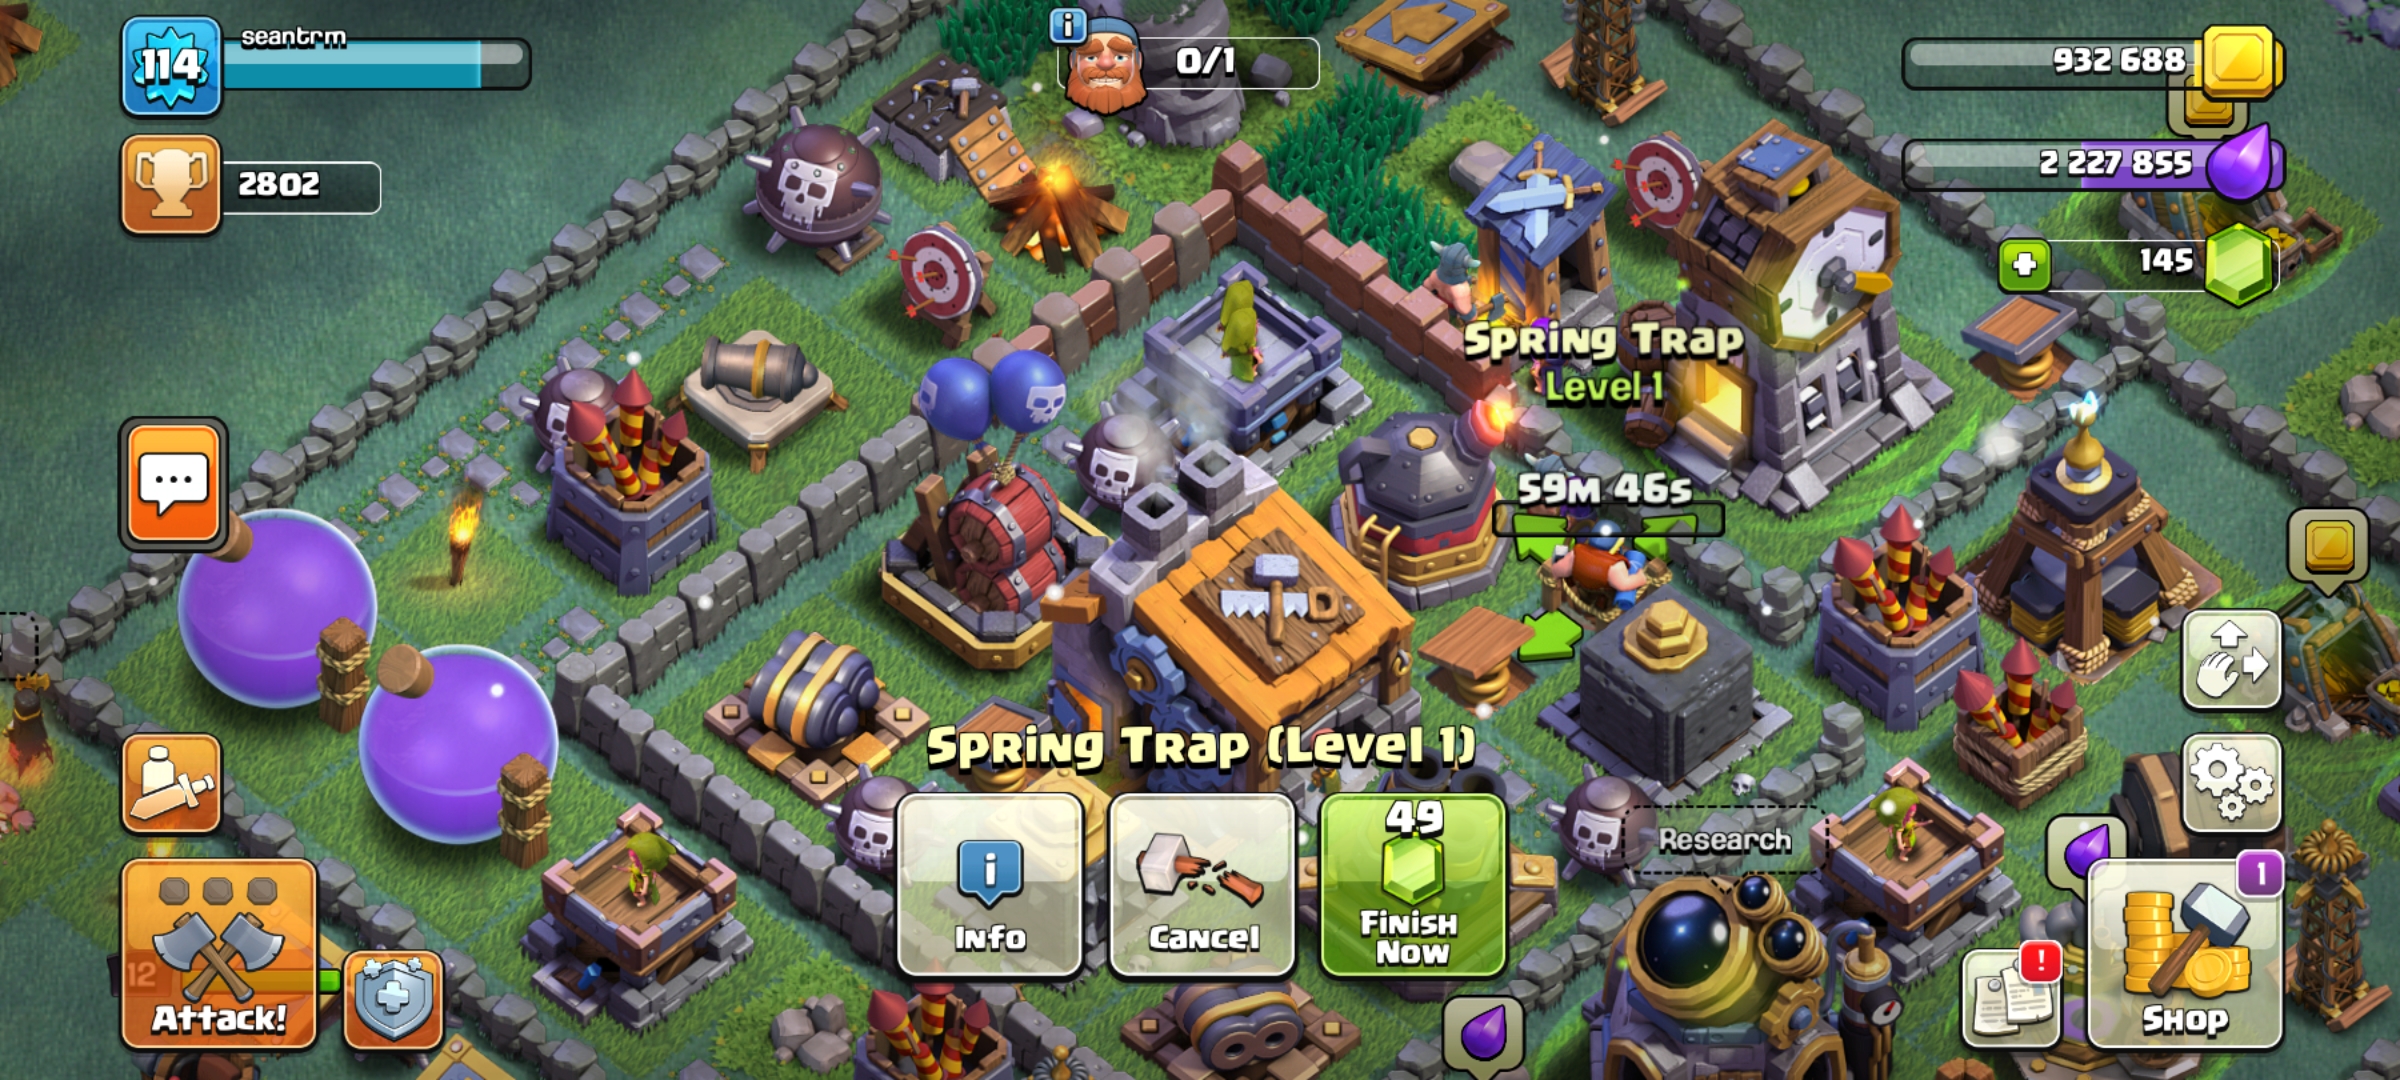 114
seantrm
2802
0/1
932 688
2 227 855
145
Spring Trap
Level 1
59M 46s
Spring Trap (Level 1)
Info
Cancel
49
Finish
Now
Research
12
Attack!
1
!
Shop